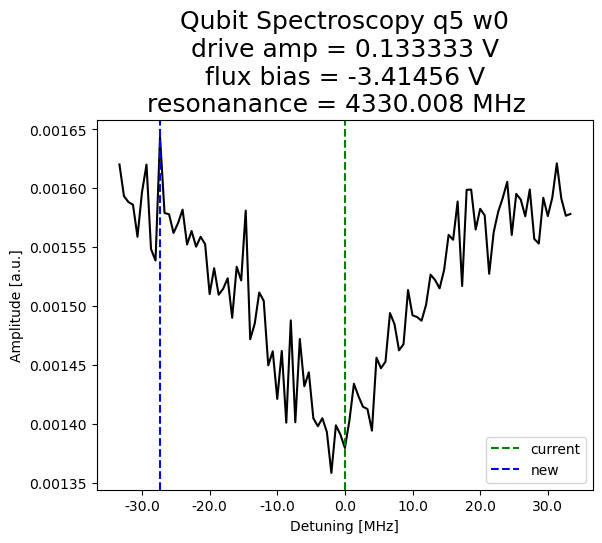 Qubit Spectroscopy q5 w0
drive amp = 0.133333 V
flux bias = -3.41456 V
resonanance = 4330.008 MHz
0.00165
0.00160
0.00155
0.00150
0.00145
0.00140
0.00135
Amplitude [a.u.]
-30.0 -20.0 -10.0 0.0 10.0 20.0 30.0
Detuning [MHz]
current
new